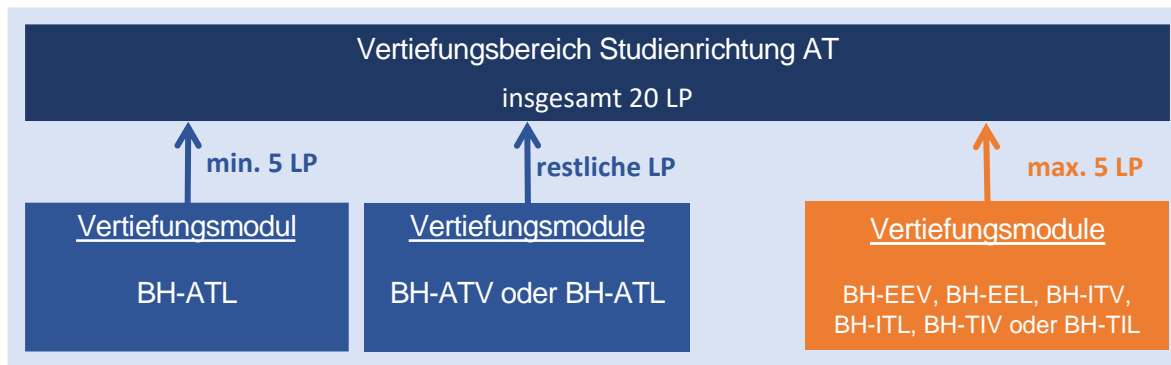 Vertiefungsbereich Studienrichtung AT
insgesamt 20 LP
min. 5 LP
restliche LP
max. 5 LP
Vertiefungsmodul
BH-ATL
Vertiefungsmodule
BH-ATV oder BH-ATL
Vertiefungsmodule
BH-EEV, BH-EEL, BH-ITV,
BH-ITL, BH-TIV oder BH-TIL